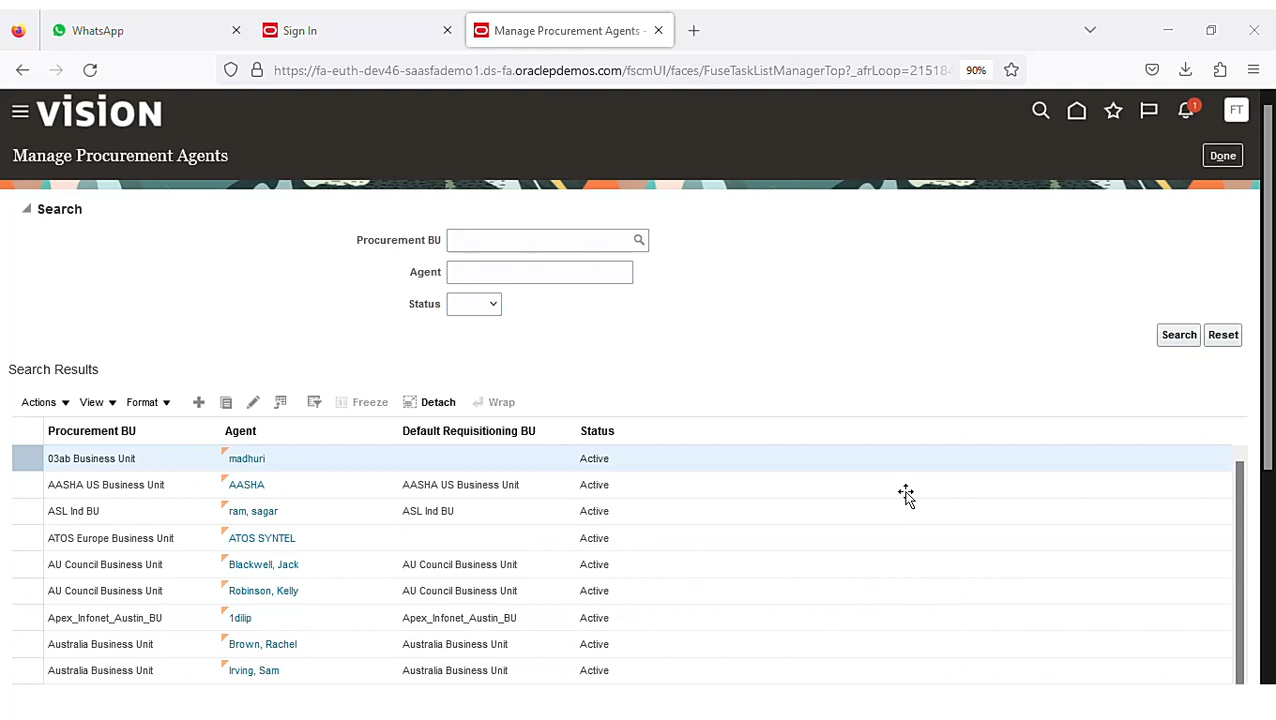 WhatsApp
Sign In
Manage Procurement Agents -
https://fa-euth-dev46-saasfademo1.ds-fa.oraclepdemos.com/fscmUI/faces/FuseTaskListManagerTop?_afrLoop=215184
90%
VISION
1
FT
Manage Procurement Agents
Done
Search
Procurement BU
Agent
Status
Search Reset
Search Results
Actions View Format Freeze Detach Wrap
Procurement BU Agent Default Requisitioning BU Status
03ab Business Unit madhuri Active
AASHA US Business Unit AASHA AASHA US Business Unit Active
ASL Ind BU ram, sagar ASL Ind BU Active
ATOS Europe Business Unit ATOS SYNTEL Active
AU Council Business Unit Blackwell, Jack AU Council Business Unit Active
AU Council Business Unit Robinson, Kelly AU Council Business Unit Active
Apex_Infonet_Austin_BU 1dilip Apex_Infonet_Austin_BU Active
Australia Business Unit Brown, Rachel Australia Business Unit Active
Australia Business Unit Irving, Sam Australia Business Unit Active